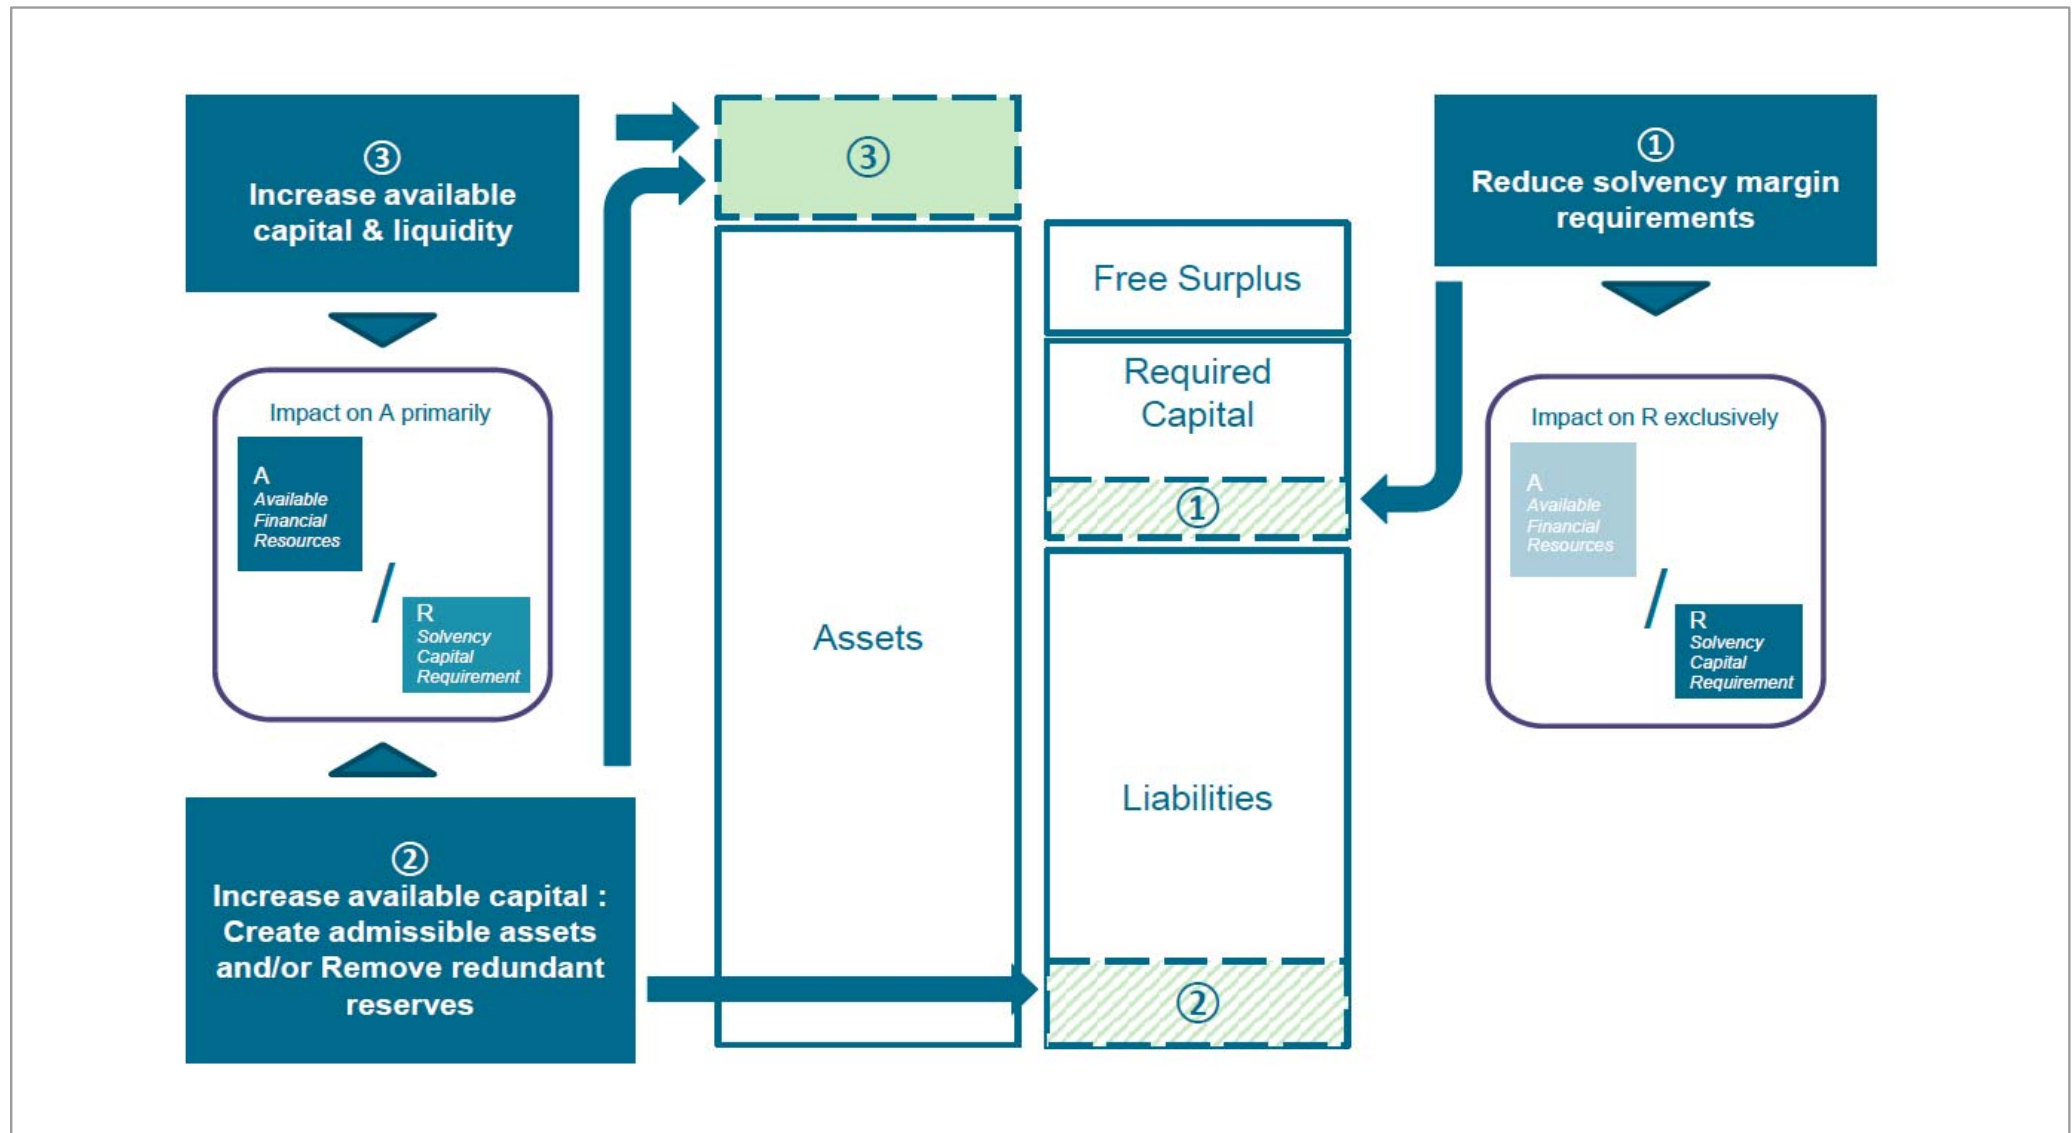 ③
Increase available
capital & liquidity
Impact on A primarily
A
Available
Financial
Resources
/
R
Solvency
Capital
Requirement
②
Increase available capital :
Create admissible assets
and/or Remove redundant
reserves
③
Assets
Free Surplus
Required
Capital
①
Liabilities
②
①
Reduce solvency margin
requirements
Impact on R exclusively
A
Available
Financial
Resources
/
R
Solvency
Capital
Requirement